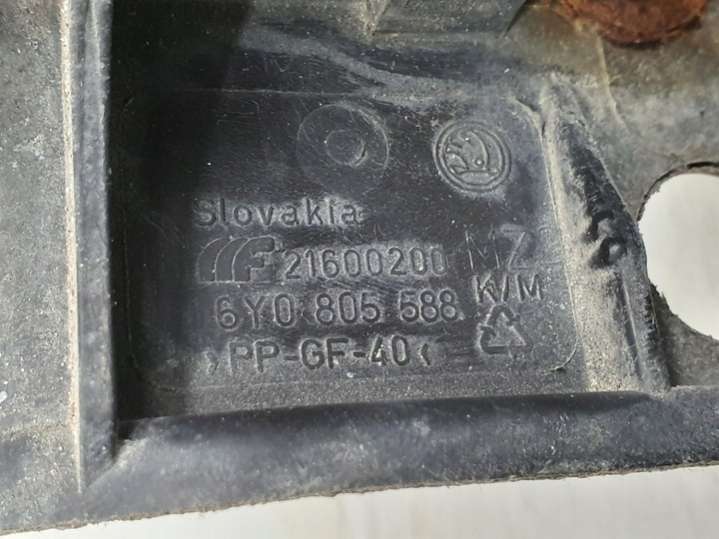 Slovakia
21600200 MZ
6Y0 805 588 K/M
>PP-GF-40<